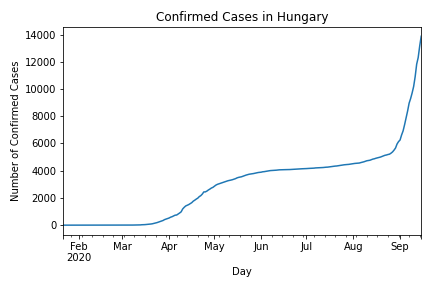 Confirmed Cases in Hungary
14000
12000
10000
8000
6000
4000
2000
0
Number of Confirmed Cases
Feb Mar Apr May Jun Jul Aug Sep
2020
Day